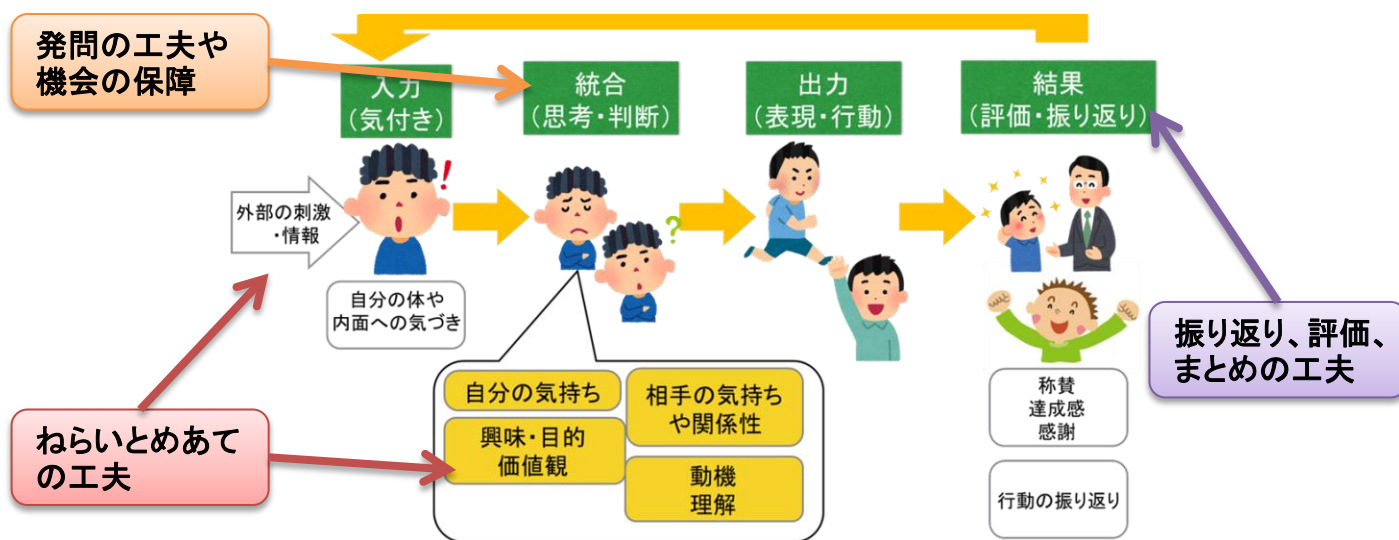 発問の工夫や
機会の保障
入力
(気付き)
統合
(思考・判断)
出力
(表現・行動)
結果
(評価・振り返り)
外部の刺激
・情報
!
?
自分の体や
内面への気づき
自分の気持ち
興味・目的
価値観
相手の気持ち
や関係性
動機
理解
称賛
達成感
感謝
行動の振り返り
ねらいとめあて
の工夫
振り返り、評価、
まとめの工夫